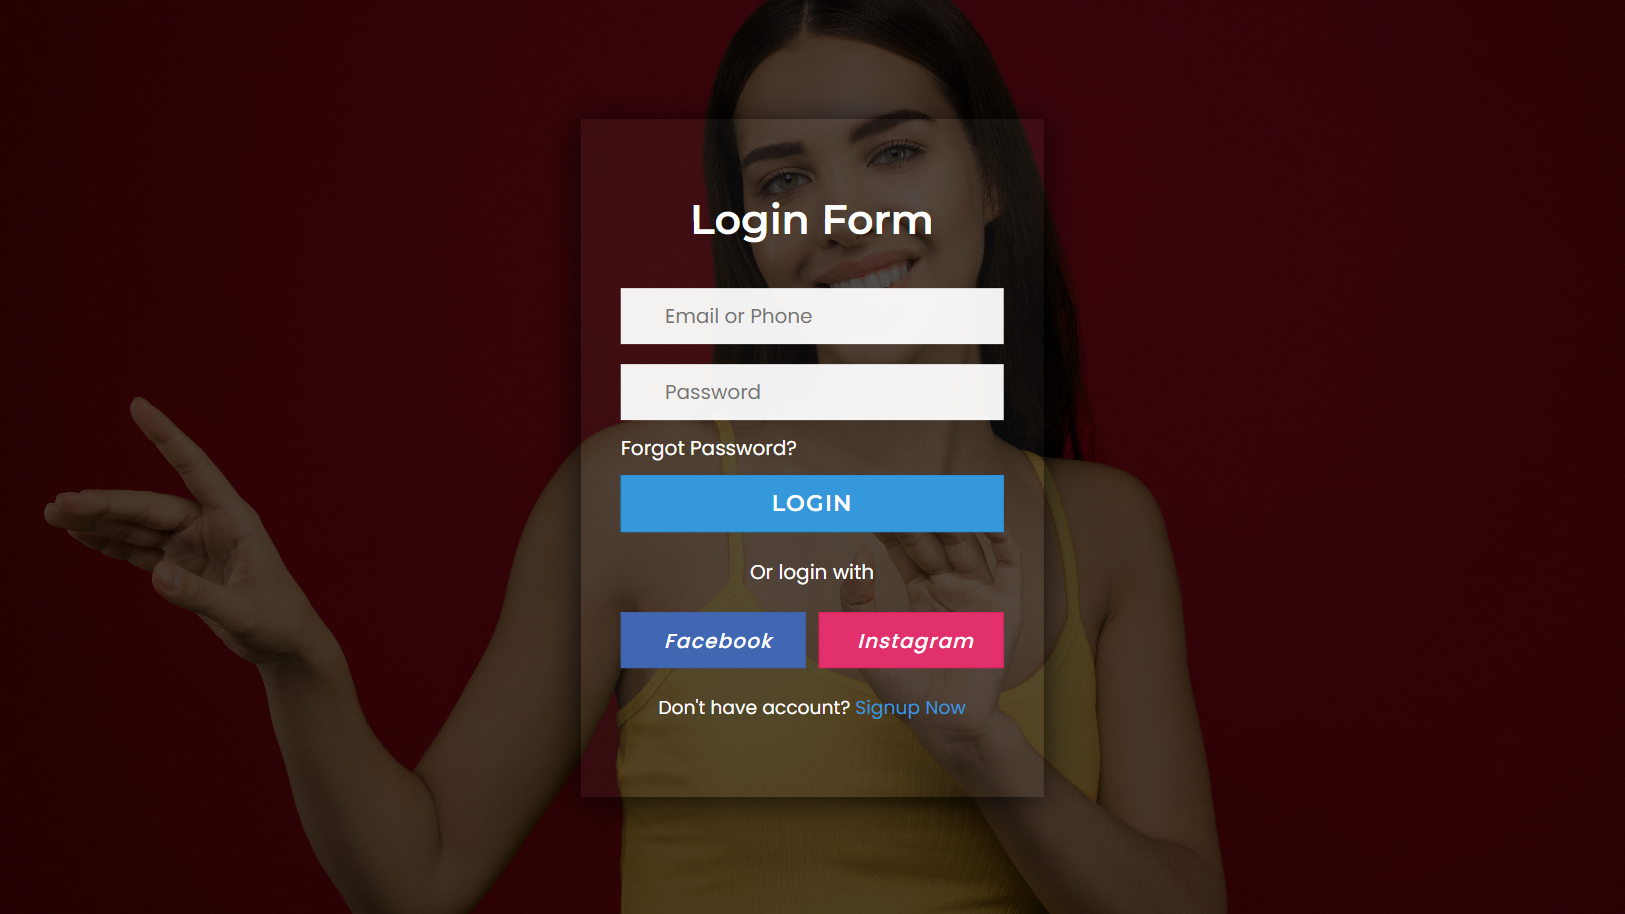 Login Form
Email or Phone
Password
Forgot Password?
LOGIN
Or login with
Facebook Instagram
Don't have account? Signup Now